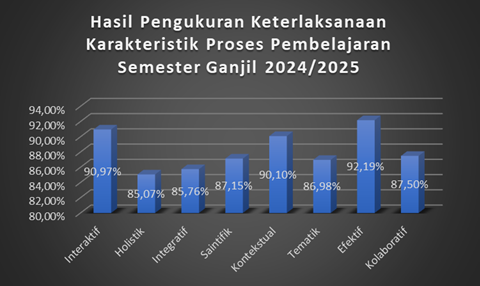 Hasil Pengukuran Keterlaksanaan
Karakteristik Proses Pembelajaran
Semester Ganjil 2024/2025
94,00%
92,00%
90,00%
88,00%
86,00%
84,00%
82,00%
80,00%
90,97%
85,07%
85,76%
87,15%
90,10%
86,98%
92,19%
87,50%
Interaktif
Holistik
Integratif
Saintifik
Kontekstual
Tematik
Efektif
Kolaboratif